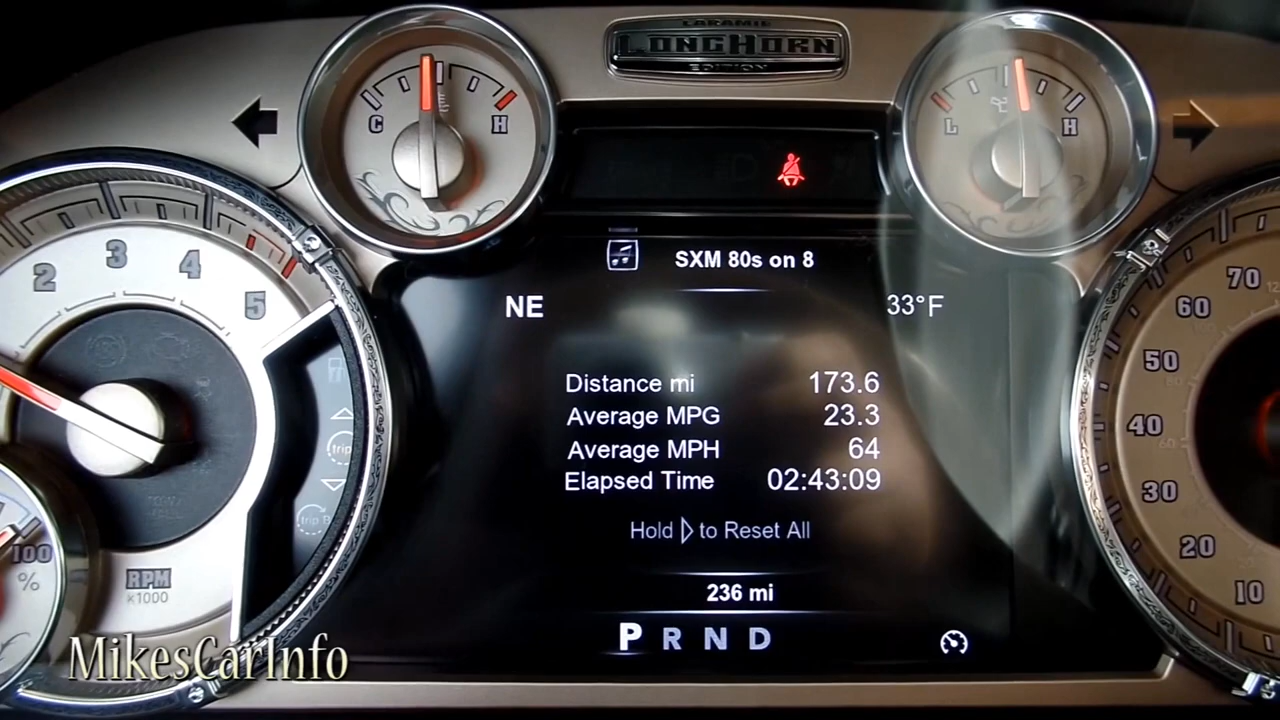 LARAMIE
LONGHORN
EDITION
C
H
L
H
SXM 80s on 8
NE
33°F
2
3
4
5
Distance mi 173.6
Average MPG 23.3
Average MPH 64
Elapsed Time 02:43:09
Hold ▷ to Reset All
236 mi
P R N D
trip
trip B
100
%
RPM
x1000
70
60
50
40
30
20
10
MikesCarInfo